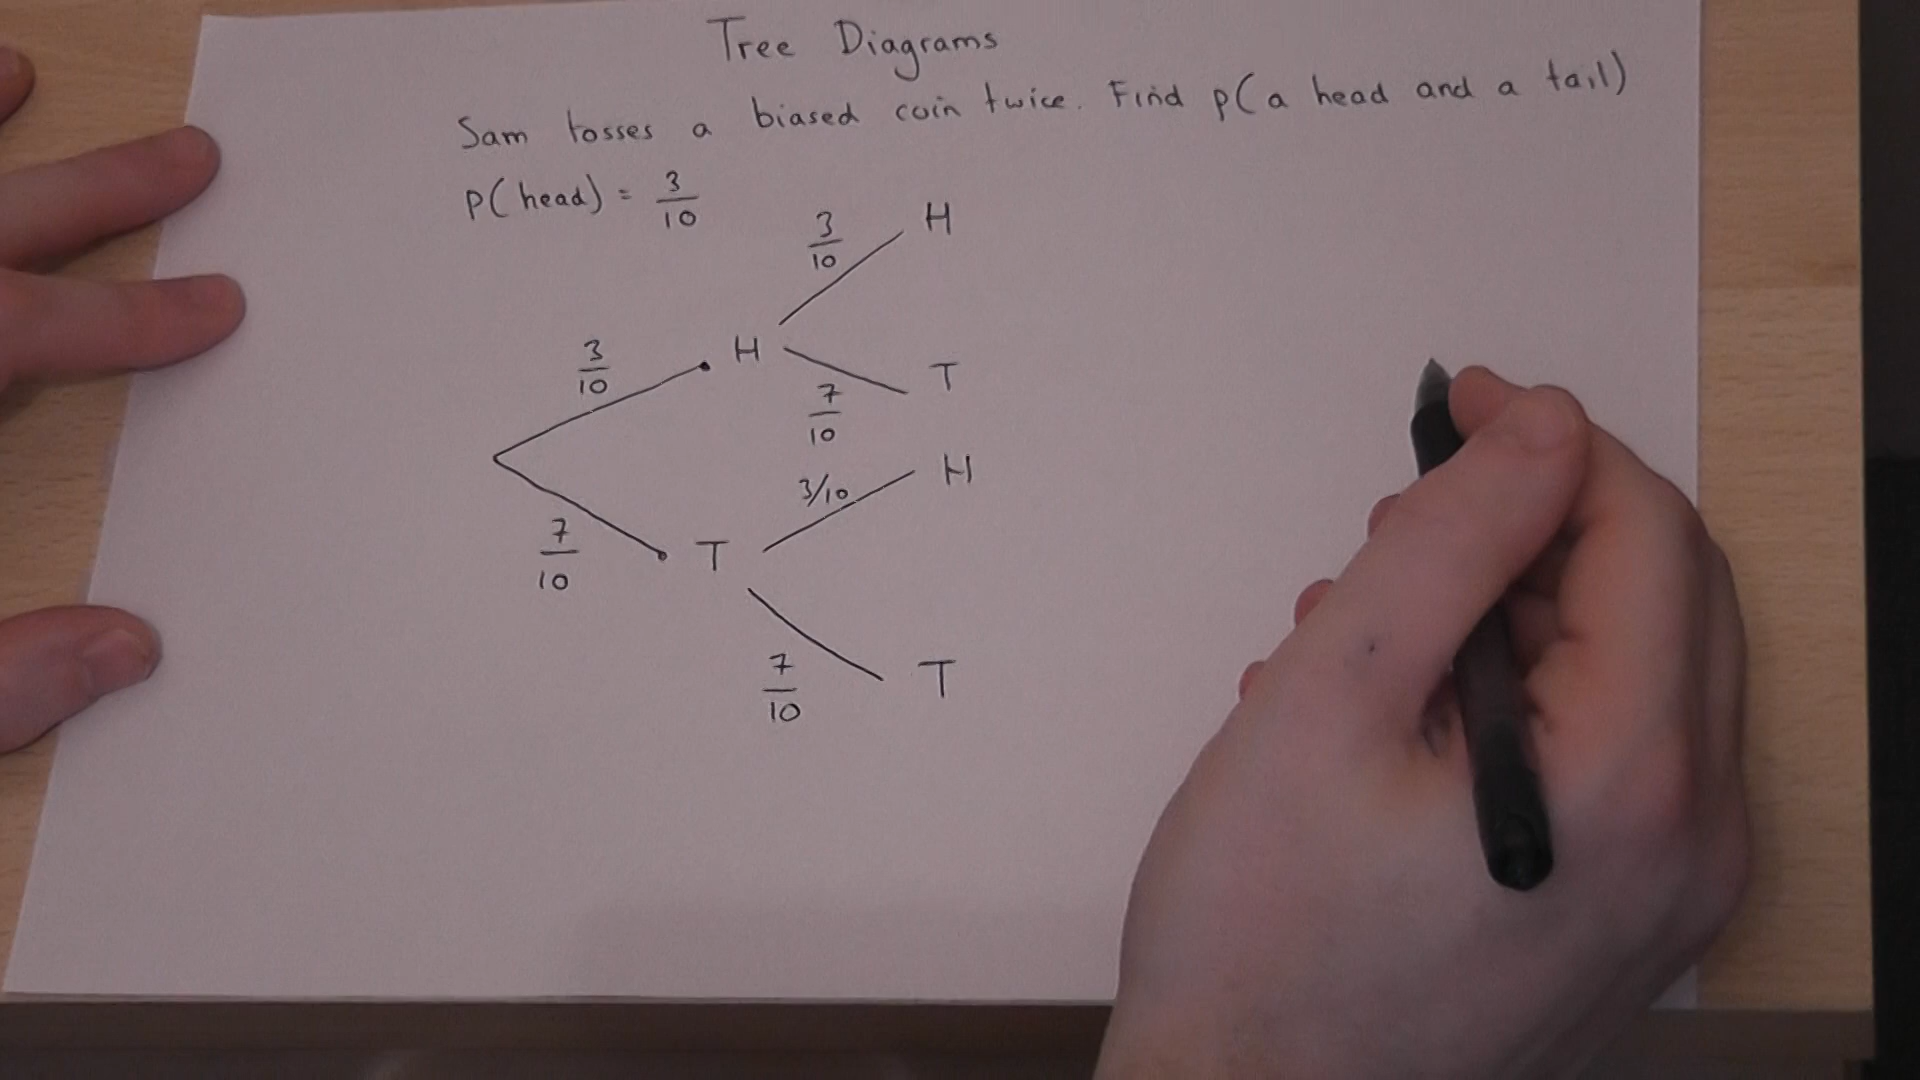 Tree Diagrams
Sam tosses a biased coin twice. Find p(a head and a tail)
P(head) = 3/10
3/10 H
3/10 H
7/10 T
3/10 H
7/10 T
7/10 T